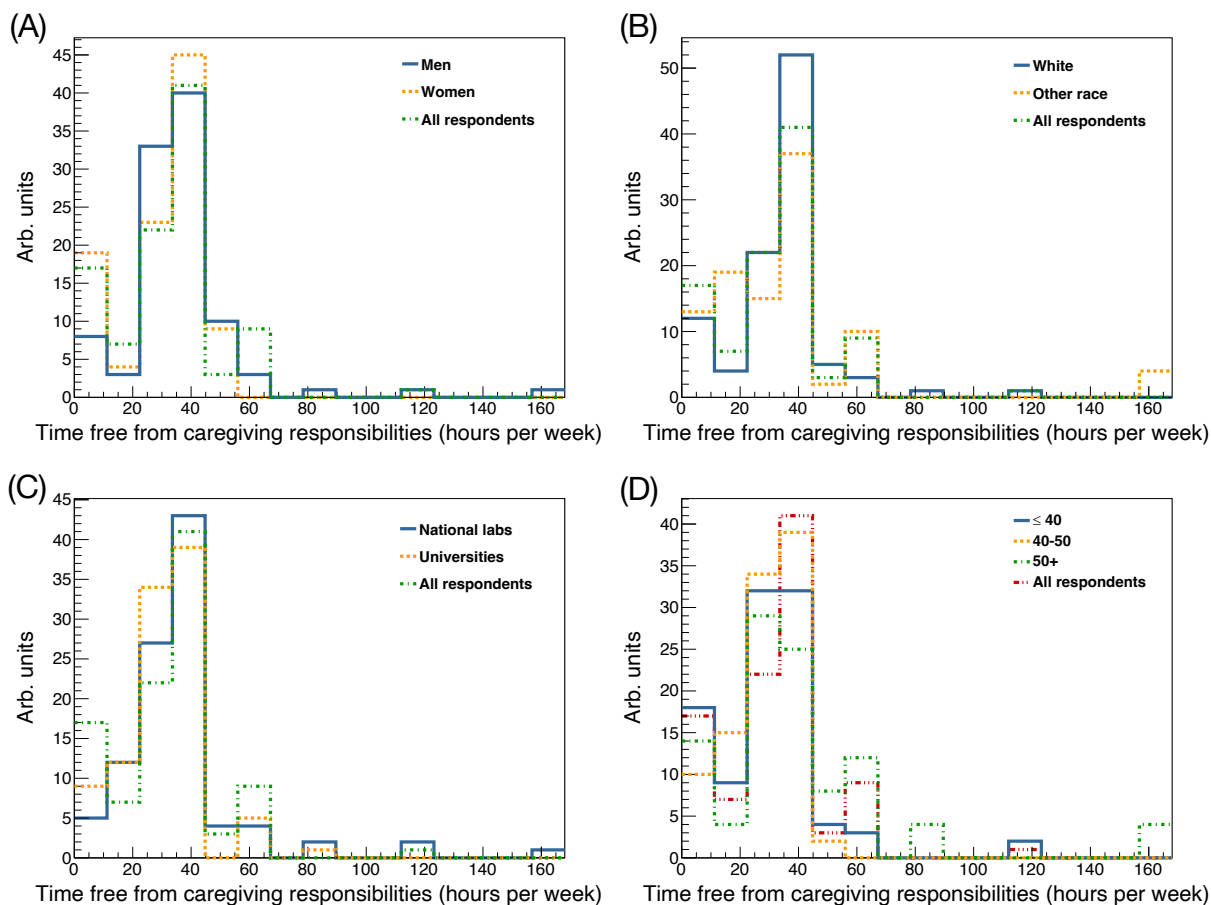 (A)
Arb. units
45
40
35
30
25
20
15
10
5
0
Men
Women
All respondents
0 20 40 60 80 100 120 140 160
Time free from caregiving responsibilities (hours per week)
(B)
Arb. units
50
40
30
20
10
0
White
Other race
All respondents
0 20 40 60 80 100 120 140 160
Time free from caregiving responsibilities (hours per week)
(C)
Arb. units
45
40
35
30
25
20
15
10
5
0
National labs
Universities
All respondents
0 20 40 60 80 100 120 140 160
Time free from caregiving responsibilities (hours per week)
(D)
Arb. units
40
35
30
25
20
15
10
5
0
≤ 40
40-50
50+
All respondents
0 20 40 60 80 100 120 140 160
Time free from caregiving responsibilities (hours per week)